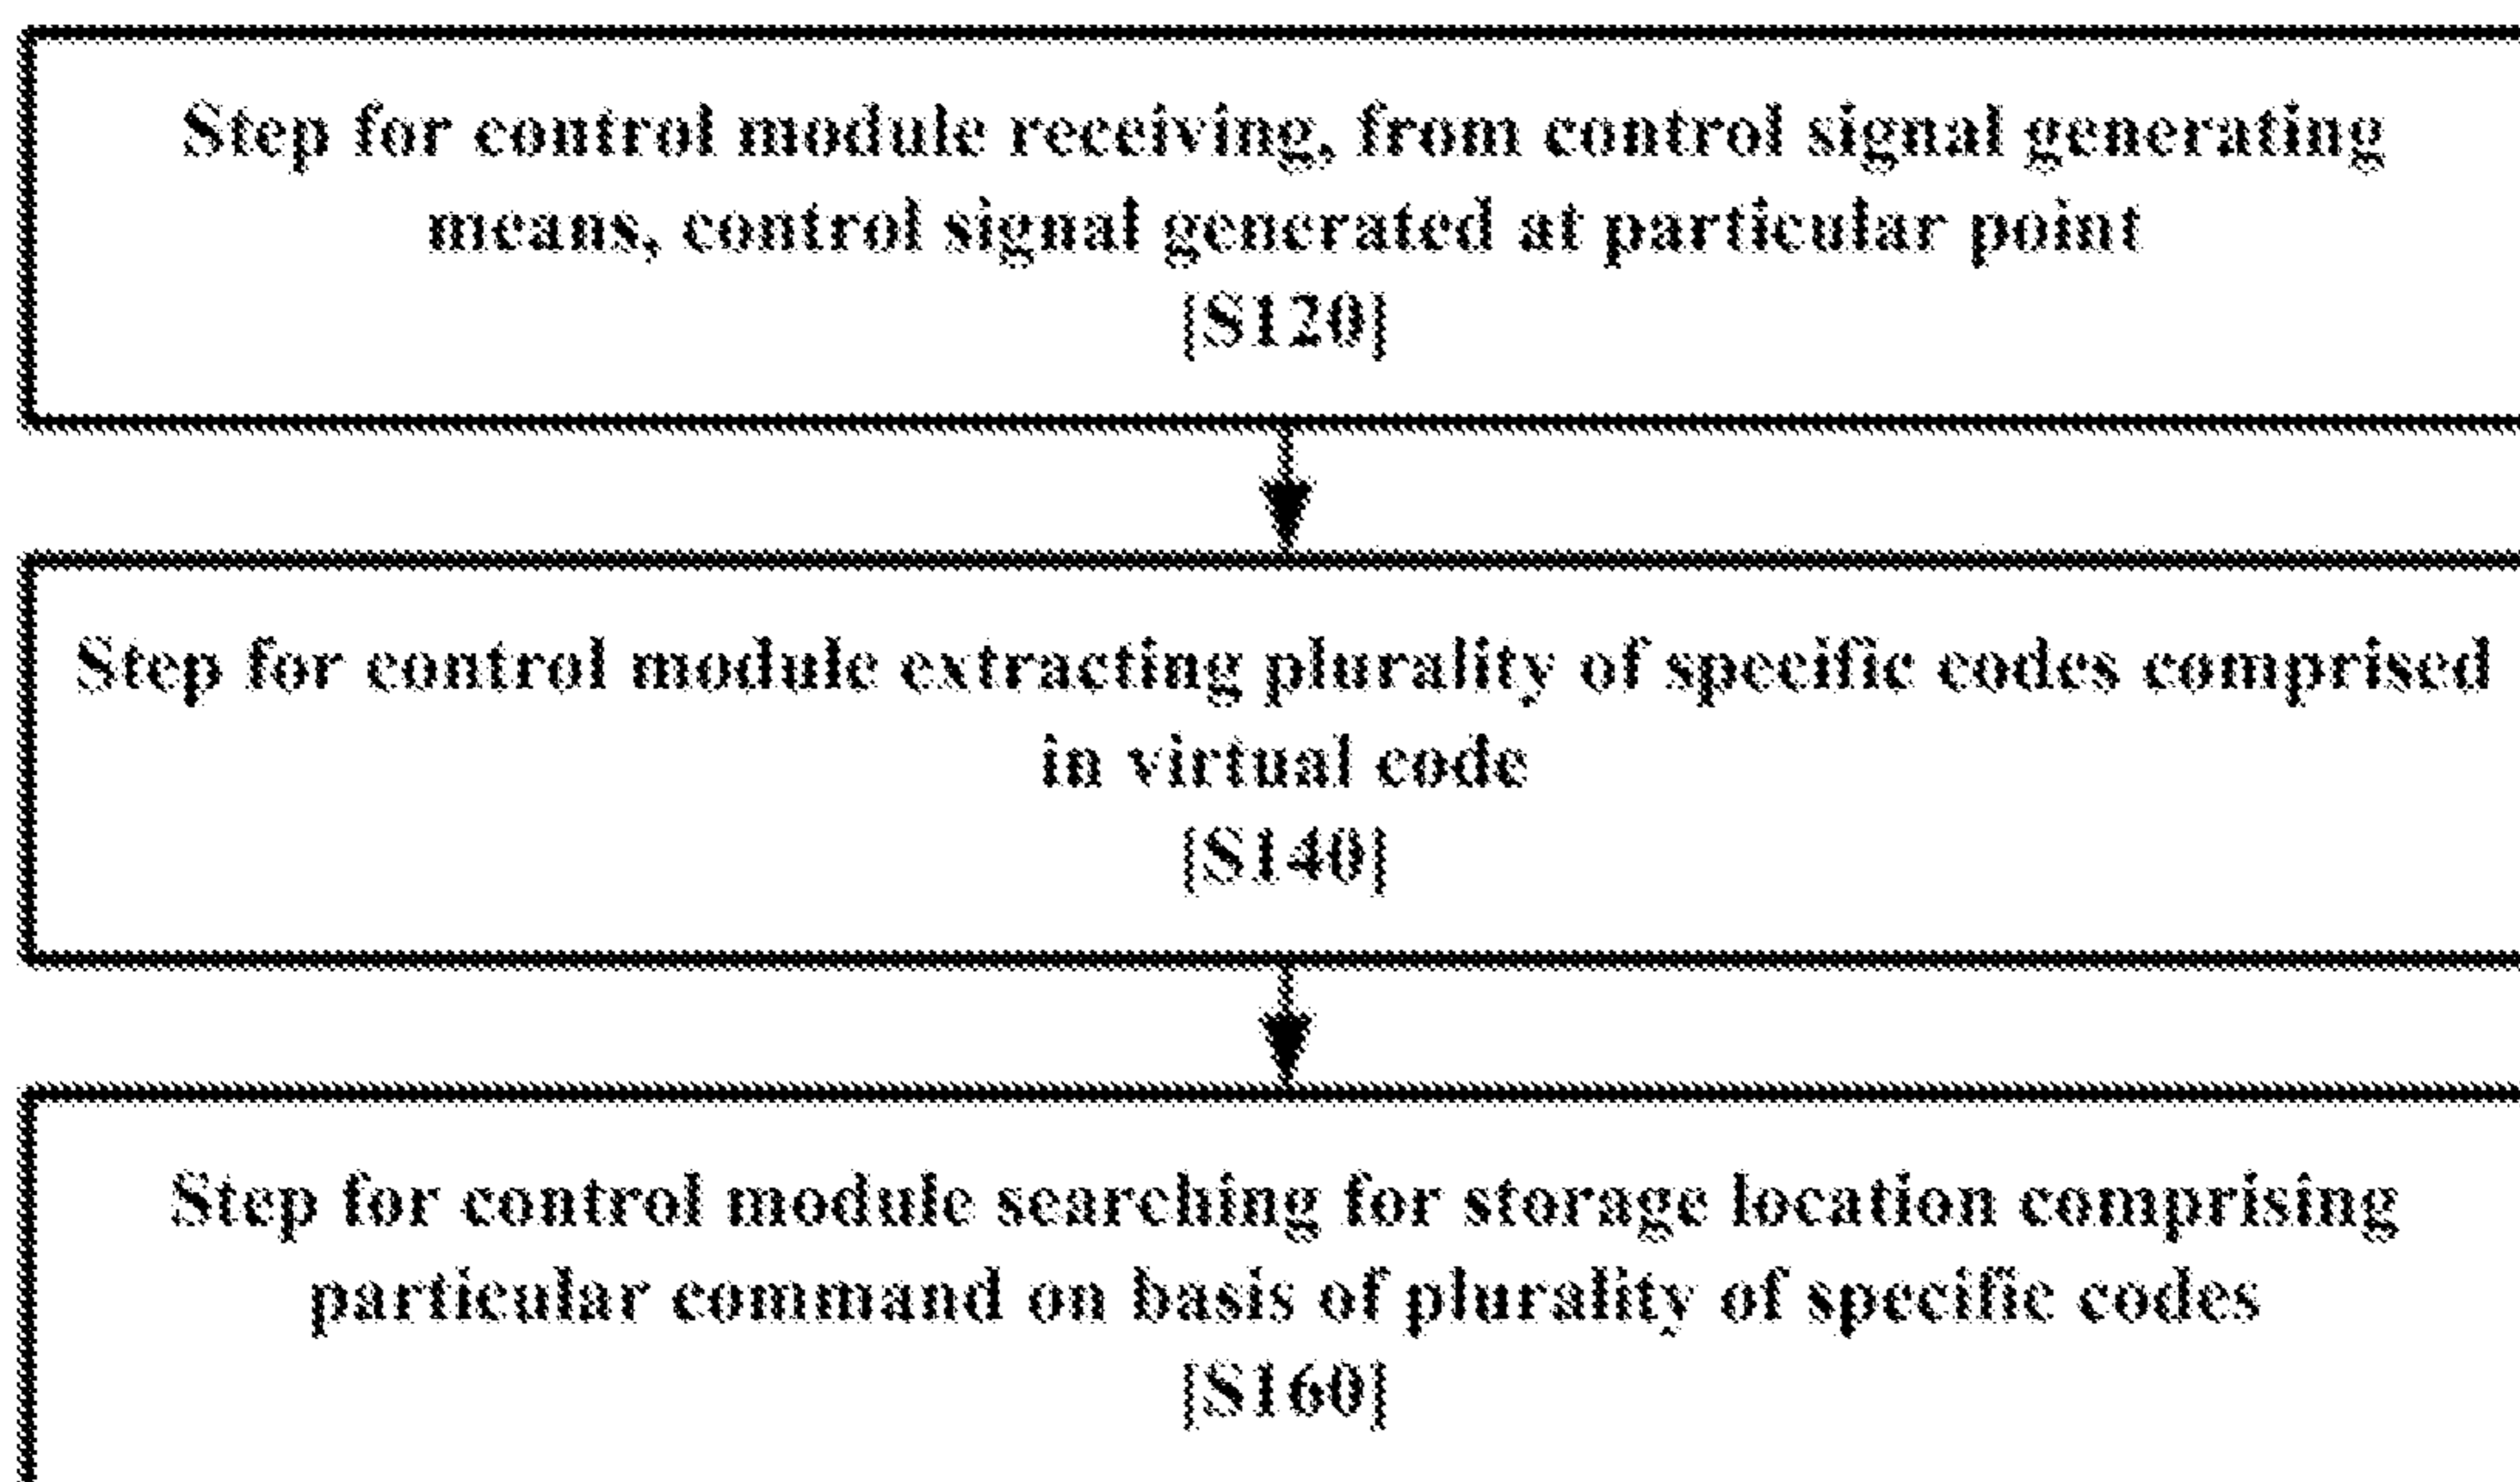 Step for control module receiving, from control signal generating
means, control signal generated at particular point
[S120]
Step for control module extracting plurality of specific codes comprised
in virtual code
[S140]
Step for control module searching for storage location comprising
particular command on basis of plurality of specific codes
[S160]